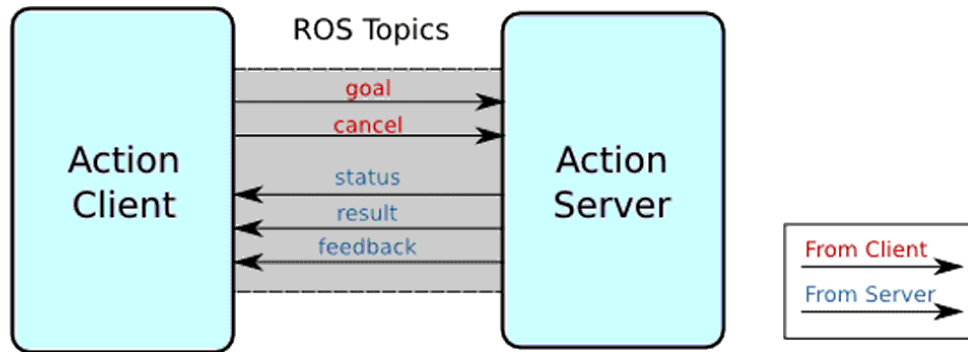 ROS Topics
goal
cancel
Action
Client
status
result
feedback
Action
Server
From Client
From Server